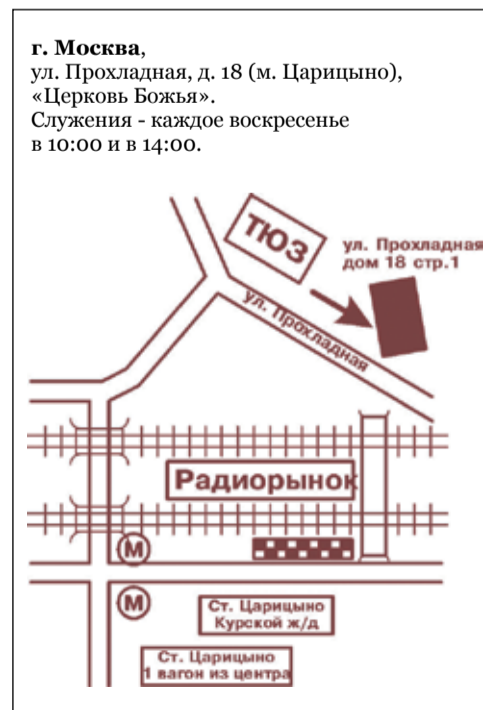 г. Москва,
ул. Прохладная, д. 18 (м. Царицыно),
«Церковь Божья».
Служения - каждое воскресенье
в 10:00 и в 14:00.
ТЮЗ
ул. Прохладная
дом 18 стр.1
ул. Прохладная
Радиорынок
М
М
Ст. Царицыно
Курской ж/д
Ст. Царицыно
1 вагон из центра